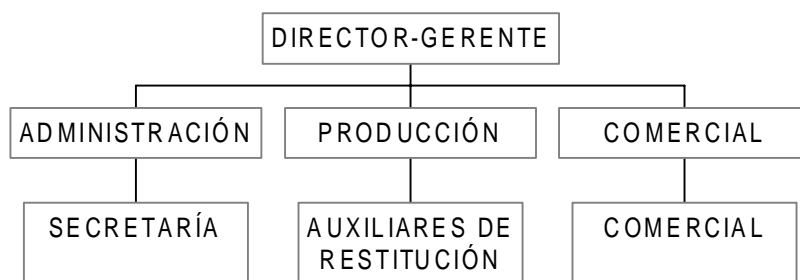 DIRECTOR-GERENTE
ADMINISTRACIÓN
PRODUCCIÓN
COMERCIAL
SECRETARÍA
AUXILIARES DE
RESTITUCIÓN
COMERCIAL